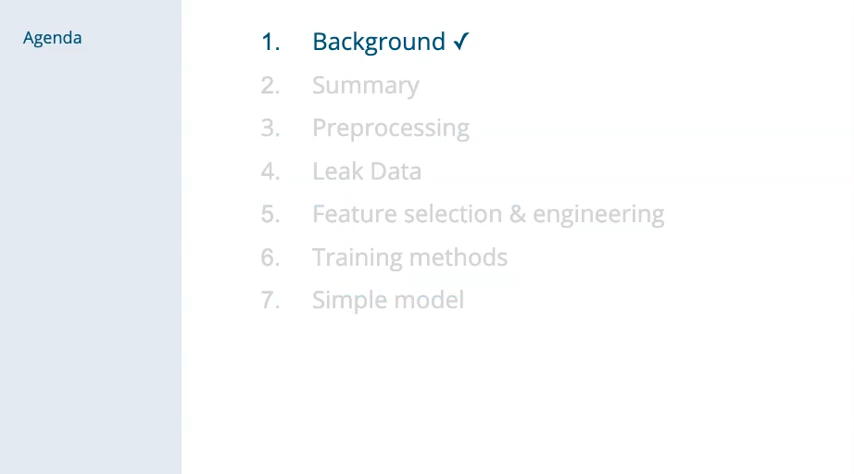 Agenda
1. Background ✓
2. Summary
3. Preprocessing
4. Leak Data
5. Feature selection & engineering
6. Training methods
7. Simple model